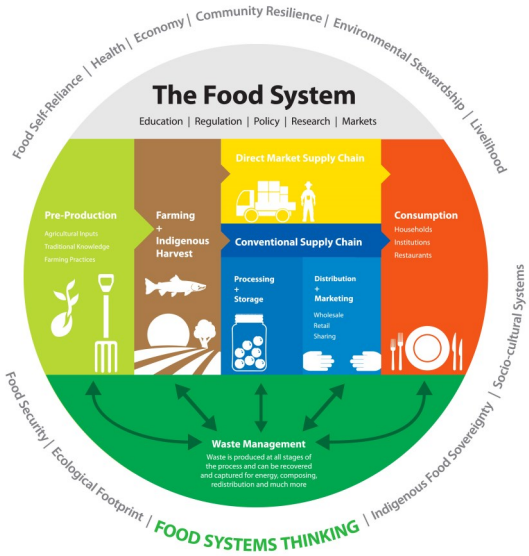 Food Self-Reliance | Health | Economy | Community Resilience | Environmental Stewardship | Livelihood
The Food System
Education | Regulation | Policy | Research | Markets
Direct Market Supply Chain
Pre-Production
Agricultural Inputs
Traditional Knowledge
Farming Practices
Farming
+
Indigenous
Harvest
Conventional Supply Chain
Processing
+
Storage
Distribution
+
Marketing
Wholesale
Retail
Sharing
Consumption
Households
Institutions
Restaurants
Waste Management
Waste is produced at all stages of
the process and can be recovered
and captured for energy, composing,
redistribution and much more
Food Security | Ecological Footprint | FOOD SYSTEMS THINKING | Indigenous Food Sovereignty | Socio-cultural Systems